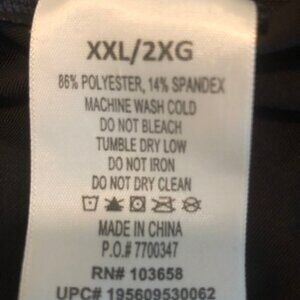 XXL/2XG
86% POLYESTER, 14% SPANDEX
MACHINE WASH COLD
DO NOT BLEACH
TUMBLE DRY LOW
DO NOT IRON
DO NOT DRY CLEAN
MADE IN CHINA
P.O.# 7700347
RN# 103658
UPC# 195609530062